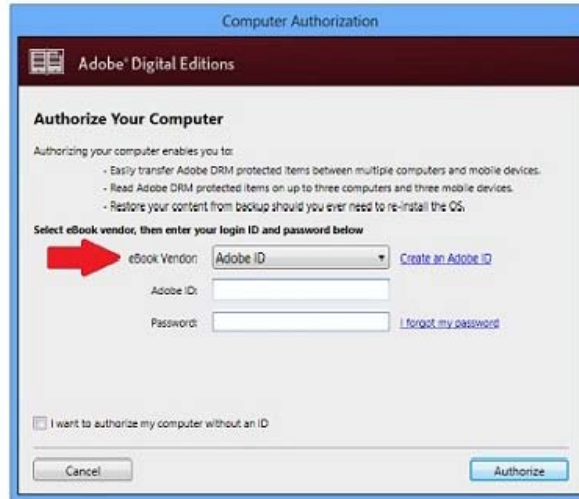 Computer Authorization
Adobe® Digital Editions
Authorize Your Computer
Authorizing your computer enables you to:
- Easily transfer Adobe DRM protected items between multiple computers and mobile devices.
- Read Adobe DRM protected items on up to three computers and three mobile devices.
- Restore your content from backup should you ever need to re-install the OS.
Select eBook vendor, then enter your login ID and password below
eBook Vendor: Adobe ID Create an Adobe ID
Adobe ID:
Password: I forgot my password
I want to authorize my computer without an ID
Cancel Authorize